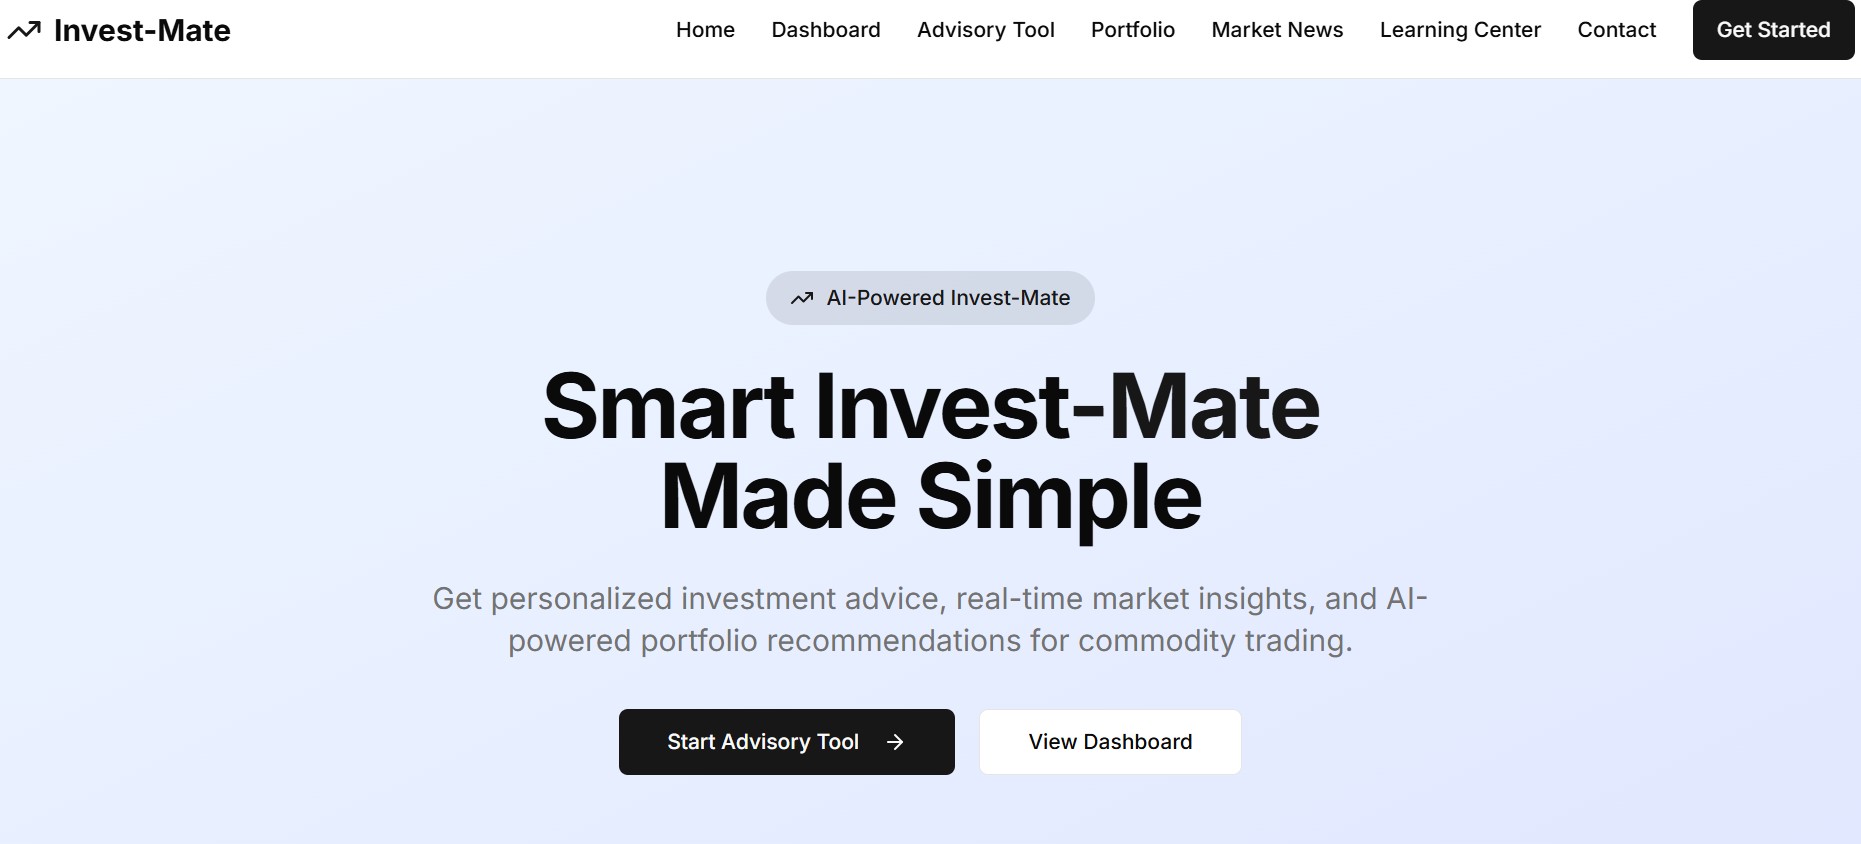 Invest-Mate
Home
Dashboard
Advisory Tool
Portfolio
Market News
Learning Center
Contact
Get Started
AI-Powered Invest-Mate
Smart Invest-Mate
Made Simple
Get personalized investment advice, real-time market insights, and AI-
powered portfolio recommendations for commodity trading.
Start Advisory Tool
View Dashboard